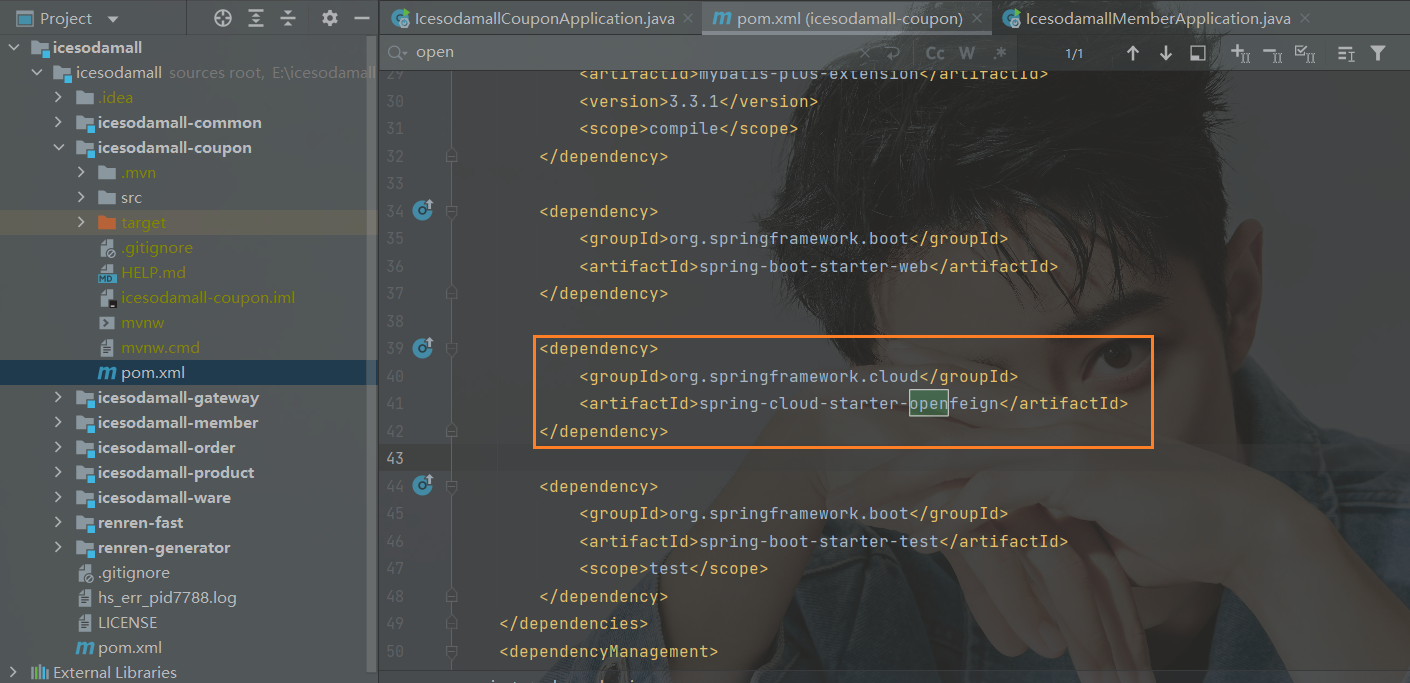 Project
IcesodamallCouponApplication.java
pom.xml (icesodamall-coupon)
IcesodamallMemberApplication.java
open
Cc W .*
1/1
icesodamall
icesodamall sources root, E:\icesodamall
.idea
icesodamall-common
icesodamall-coupon
.mvn
src
target
.gitignore
HELP.md
icesodamall-coupon.iml
mvnw
mvnw.cmd
pom.xml
icesodamall-gateway
icesodamall-member
icesodamall-order
icesodamall-product
icesodamall-ware
renren-fast
renren-generator
.gitignore
hs_err_pid7788.log
LICENSE
pom.xml
External Libraries
29 <artifactId>mybatis-plus-extension</artifactId>
30 <version>3.3.1</version>
31 <scope>compile</scope>
32 </dependency>
33
34 <dependency>
35 <groupId>org.springframework.boot</groupId>
36 <artifactId>spring-boot-starter-web</artifactId>
37 </dependency>
38
39 <dependency>
40 <groupId>org.springframework.cloud</groupId>
41 <artifactId>spring-cloud-starter-openfeign</artifactId>
42 </dependency>
43
44 <dependency>
45 <groupId>org.springframework.boot</groupId>
46 <artifactId>spring-boot-starter-test</artifactId>
47 <scope>test</scope>
48 </dependency>
49 </dependencies>
50 <dependencyManagement>